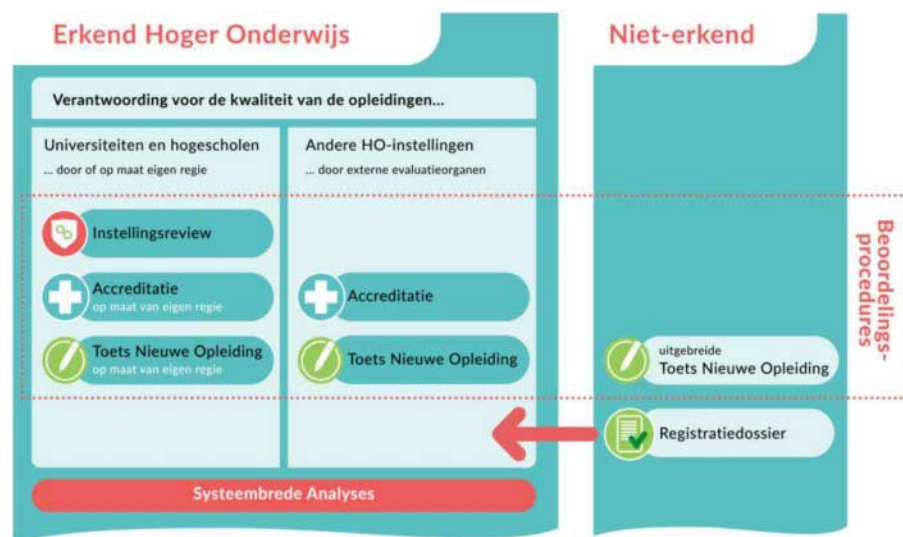 Erkend Hoger Onderwijs
Niet-erkend
Verantwoording voor de kwaliteit van de opleidingen...
Universiteiten en hogescholen
... door of op maat eigen regie
Andere HO-instellingen
... door externe evaluatieorganen
Instellingsreview
Accreditatie
op maat van eigen regie
Toets Nieuwe Opleiding
op maat van eigen regie
Accreditatie
Toets Nieuwe Opleiding
uitgebreide
Toets Nieuwe Opleiding
Registratiedossier
Beoordelings-
procedures
Systeembrede Analyses